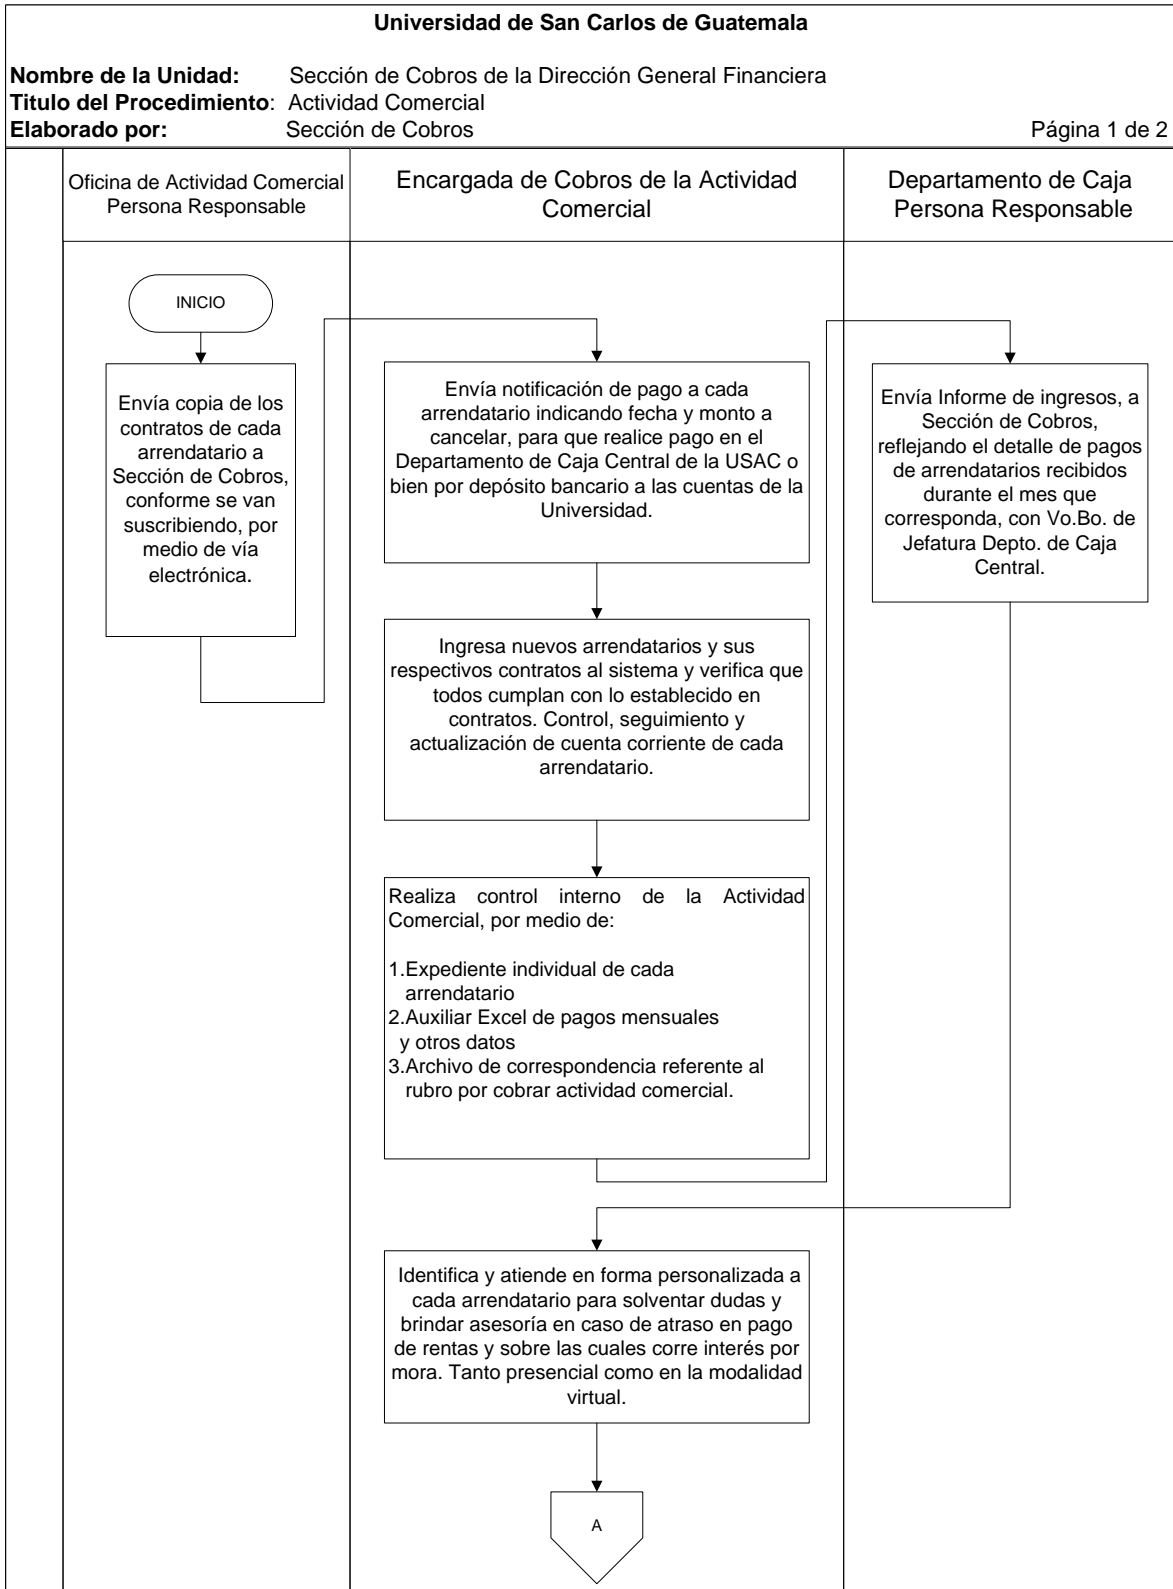 Universidad de San Carlos de Guatemala
Nombre de la Unidad: Sección de Cobros de la Dirección General Financiera
Titulo del Procedimiento: Actividad Comercial
Elaborado por: Sección de Cobros Página 1 de 2
Oficina de Actividad Comercial
Persona Responsable
Encargada de Cobros de la Actividad
Comercial
Departamento de Caja
Persona Responsable
INICIO
Envía copia de los
contratos de cada
arrendatario a
Sección de Cobros,
conforme se van
suscribiendo, por
medio de vía
electrónica.
Envía notificación de pago a cada
arrendatario indicando fecha y monto a
cancelar, para que realice pago en el
Departamento de Caja Central de la USAC o
bien por depósito bancario a las cuentas de la
Universidad.
Ingresa nuevos arrendatarios y sus
respectivos contratos al sistema y verifica que
todos cumplan con lo establecido en
contratos. Control, seguimiento y
actualización de cuenta corriente de cada
arrendatario.
Realiza control interno de la Actividad
Comercial, por medio de:
1.Expediente individual de cada
arrendatario
2.Auxiliar Excel de pagos mensuales
y otros datos
3.Archivo de correspondencia referente al
rubro por cobrar actividad comercial.
Envía Informe de ingresos, a
Sección de Cobros,
reflejando el detalle de pagos
de arrendatarios recibidos
durante el mes que
corresponda, con Vo.Bo. de
Jefatura Depto. de Caja
Central.
Identifica y atiende en forma personalizada a
cada arrendatario para solventar dudas y
brindar asesoría en caso de atraso en pago
de rentas y sobre las cuales corre interés por
mora. Tanto presencial como en la modalidad
virtual.
A